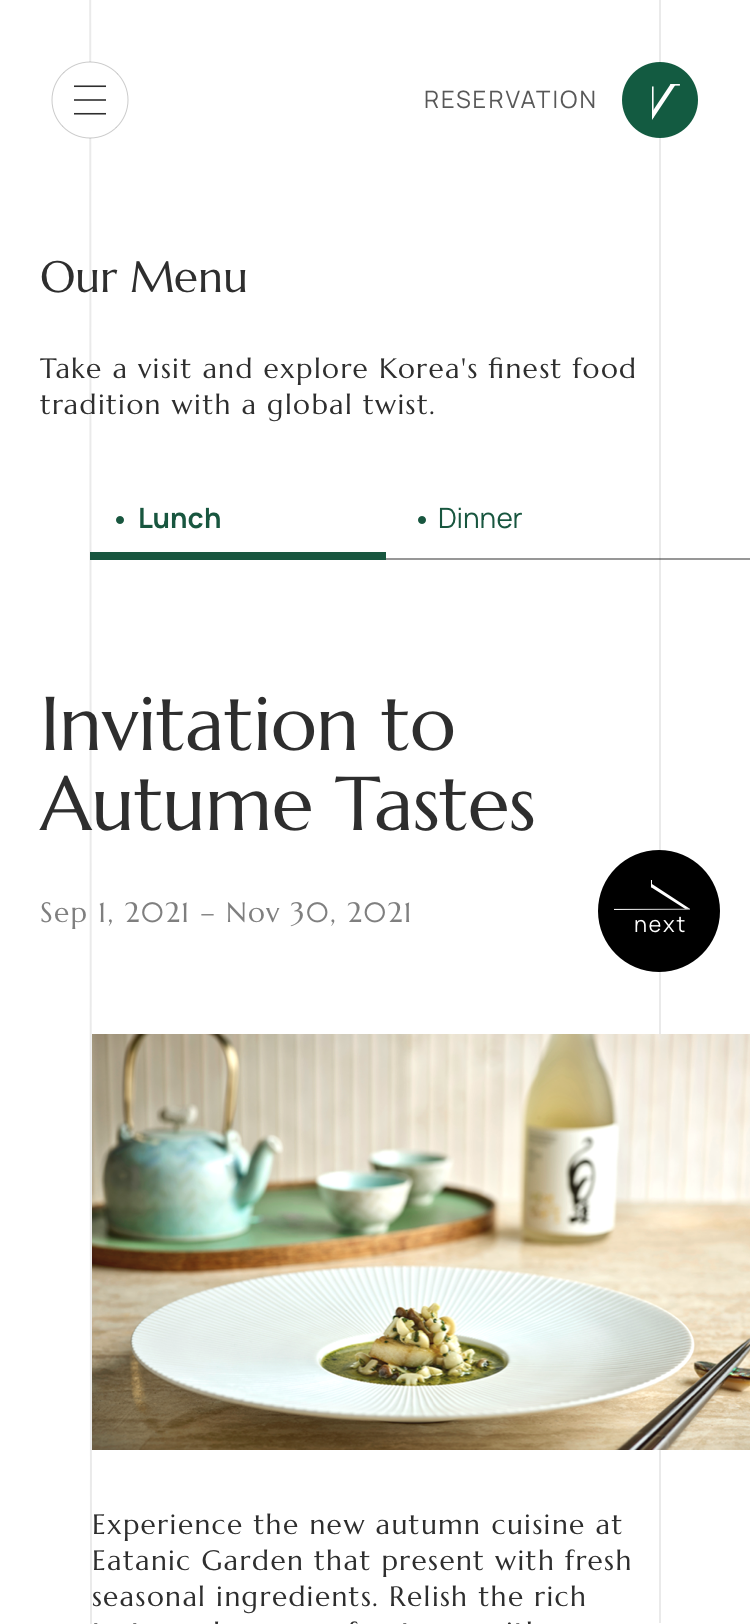 RESERVATION
Our Menu
Take a visit and explore Korea's finest food
tradition with a global twist.
• Lunch
• Dinner
Invitation to
Autume Tastes
Sep 1, 2021 – Nov 30, 2021
next
Experience the new autumn cuisine at
Eatanic Garden that present with fresh
seasonal ingredients. Relish the rich